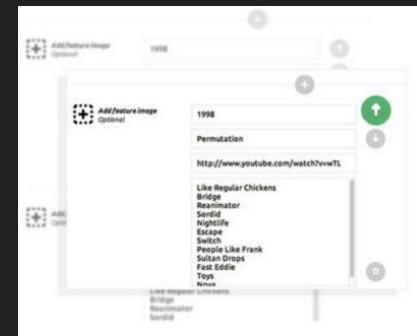 Add feature image
Optional
1998
Add feature image
Optional
1998
Permutation
http://www.youtube.com/watch?v=wTL
Like Regular Chickens
Bridge
Reanimator
Sordid
Nightlife
Escape
Switch
People Like Frank
Sultan Drops
Fast Eddie
Toys
Nova
Add
Like Regular Chickens
Bridge
Reanimator
Sordid